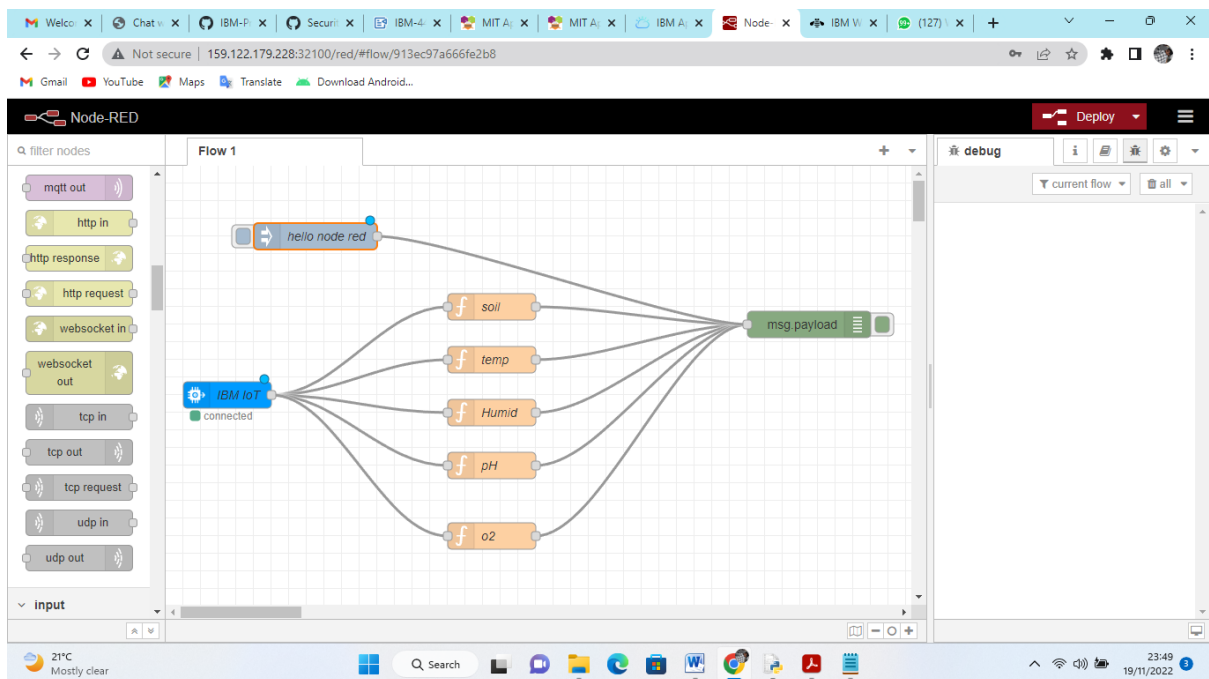 Welco
Chat w
IBM-P
Securit
IBM-4
MIT Ap
MIT Ap
IBM A
Node-
IBM W
(127)
Not secure | 159.122.179.228:32100/red/#flow/913ec97a666fe2b8
Gmail YouTube Maps Translate Download Android...
Node-RED
Deploy
filter nodes
Flow 1
debug
mqtt out
current flow
all
http in
hello node red
http response
http request
soil
websocket in
msg.payload
websocket
out
temp
IBM IoT
connected
tcp in
Humid
tcp out
pH
tcp request
udp in
o2
udp out
input
21°C
Mostly clear
Search
23:49
19/11/2022
3